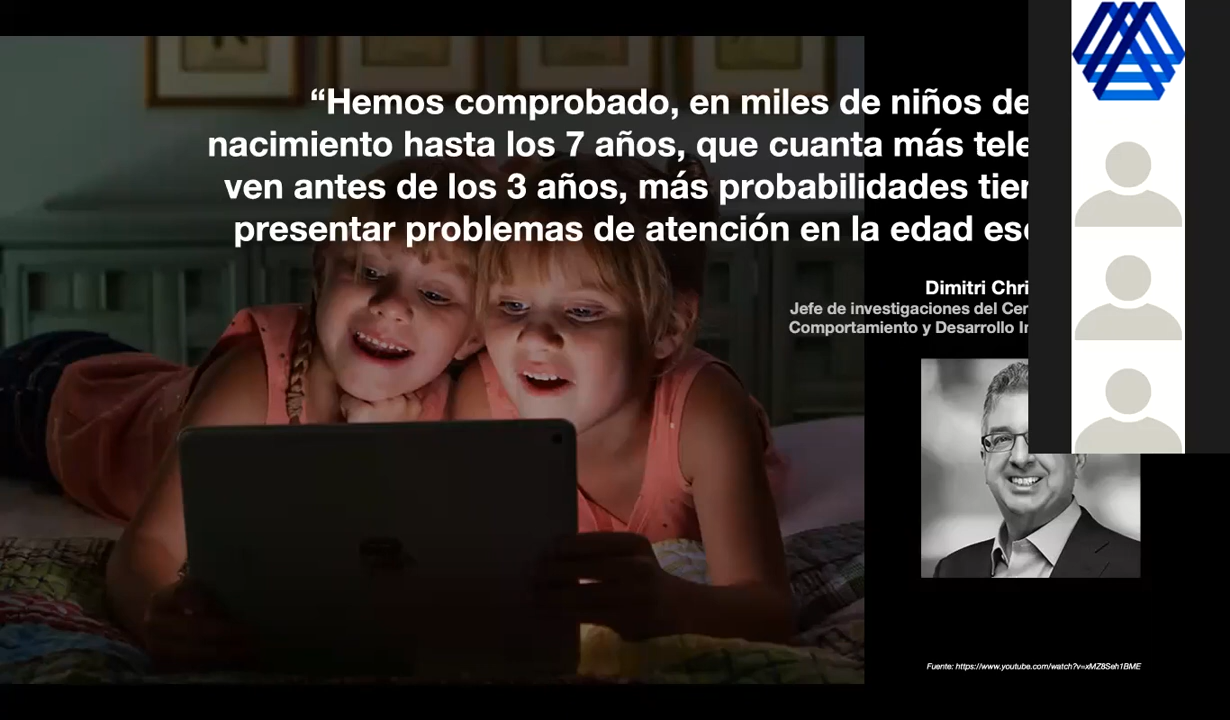 “Hemos comprobado, en miles de niños de
nacimiento hasta los 7 años, que cuanta más tele
ven antes de los 3 años, más probabilidades tien
presentar problemas de atención en la edad esc
Dimitri Chri
Jefe de investigaciones del Cen
Comportamiento y Desarrollo In
Fuente: https://www.youtube.com/watch?v=xMZ8Seh1BME